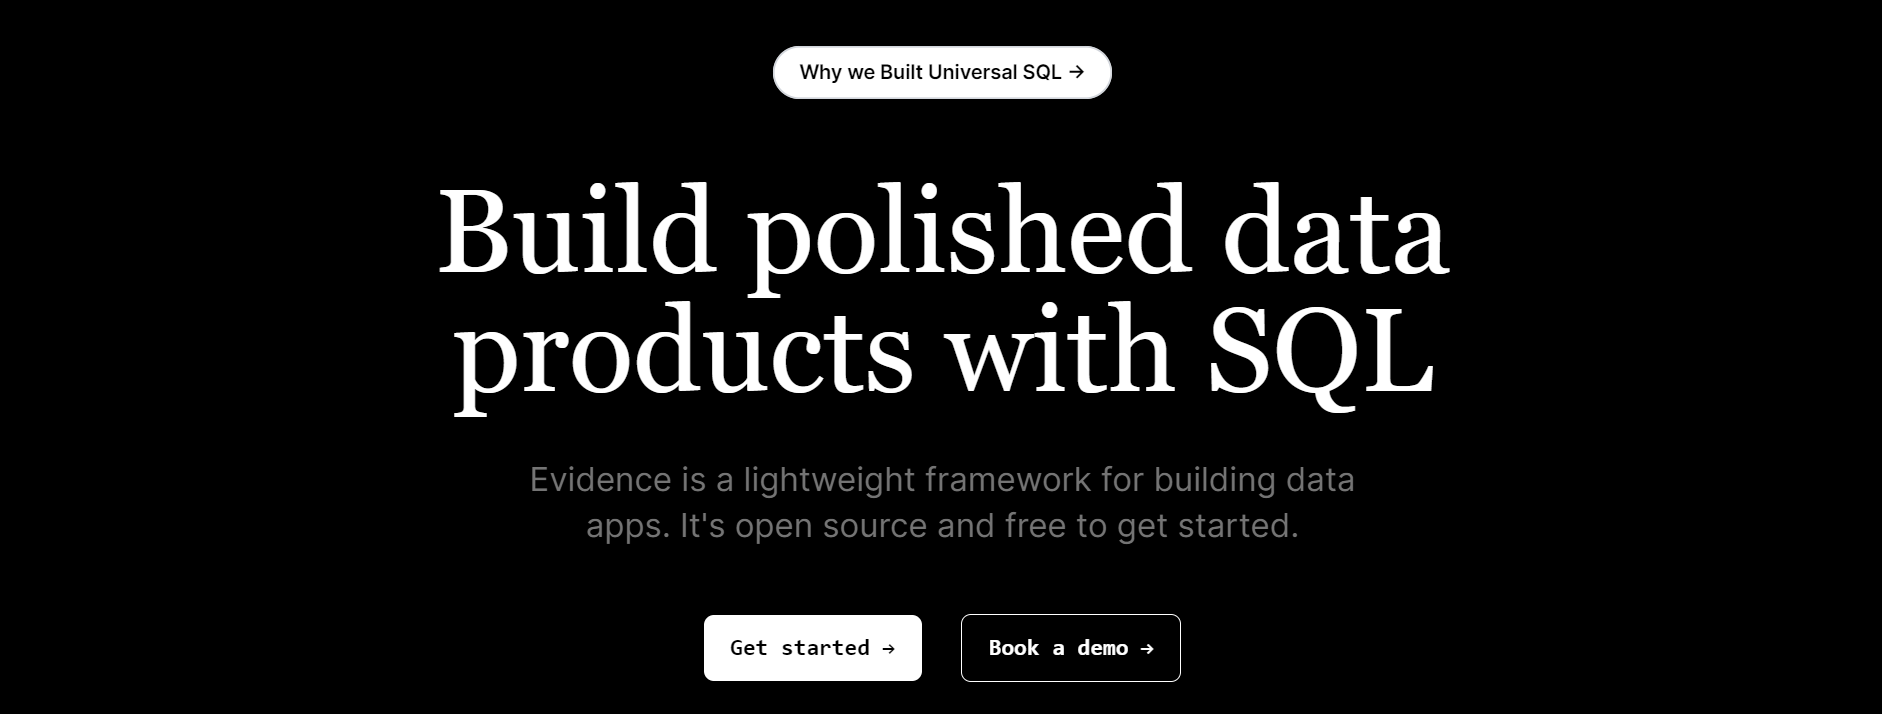 Why we Built Universal SQL →
Build polished data
products with SQL
Evidence is a lightweight framework for building data
apps. It's open source and free to get started.
Get started →
Book a demo →